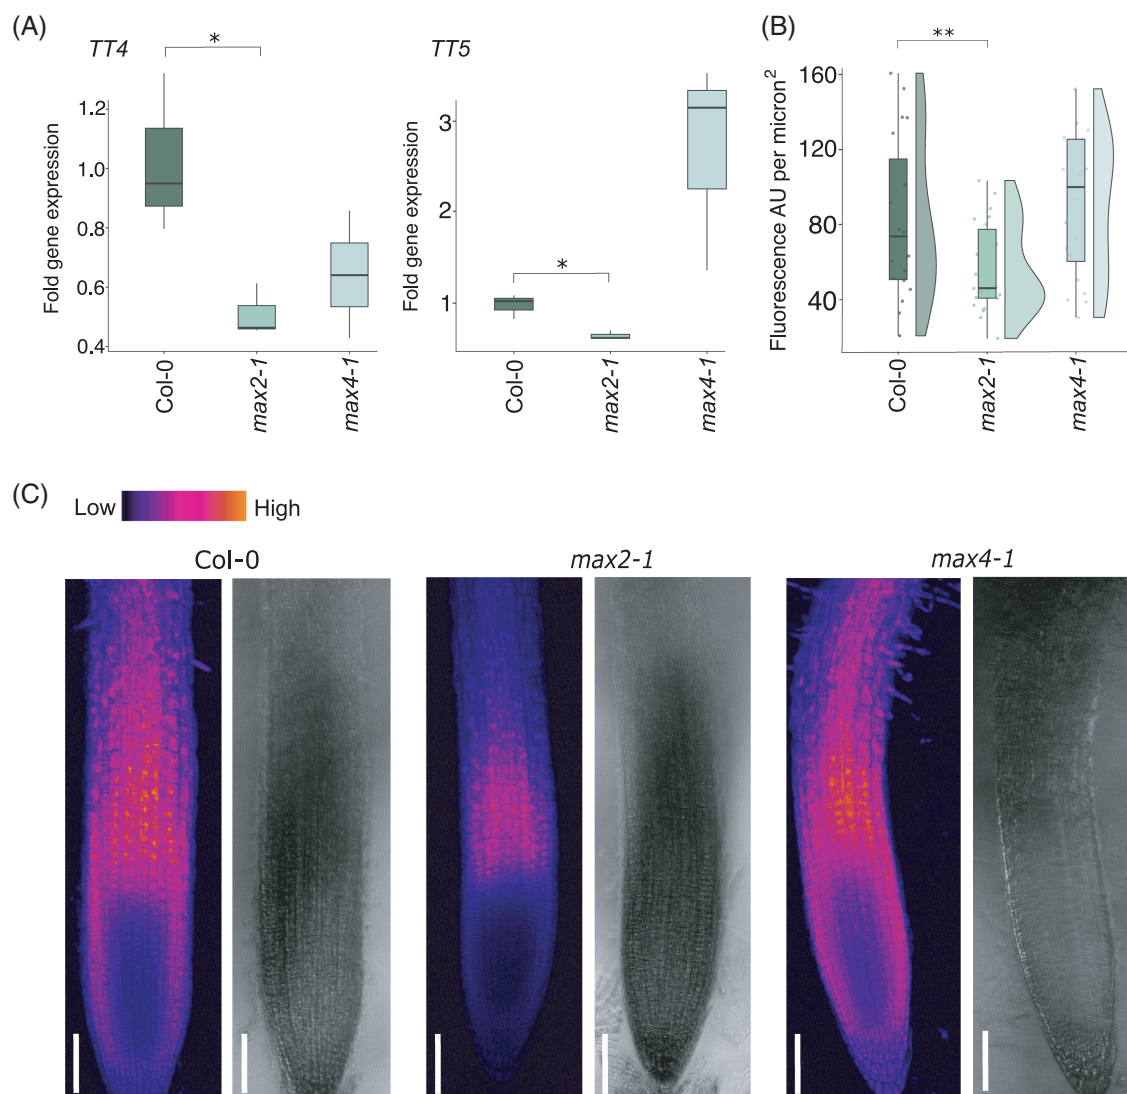 (A)
TT4
*
Fold gene expression
1.2
1.0
0.8
0.6
0.4
Col-0
max2-1
max4-1
TT5
*
Fold gene expression
3
2
1
Col-0
max2-1
max4-1
(B)
**
Fluorescence AU per micron²
160
120
80
40
Col-0
max2-1
max4-1
(C)
Low High
Col-0 max2-1 max4-1